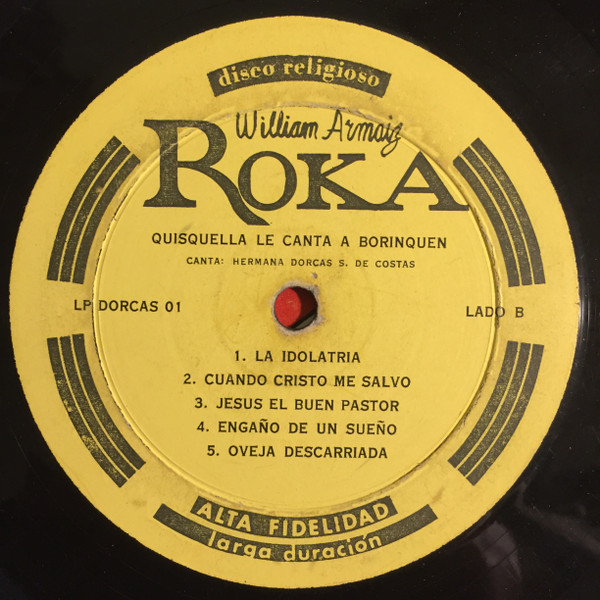 disco religioso
William Armaiz
ROKA
QUISQUELLA LE CANTA A BORINQUEN
CANTA: HERMANA DORCAS S. DE COSTAS
LP DORCAS 01
LADO B
1. LA IDOLATRIA
2. CUANDO CRISTO ME SALVO
3. JESUS EL BUEN PASTOR
4. ENGAÑO DE UN SUEÑO
5. OVEJA DESCARRIADA
ALTA FIDELIDAD
larga duración